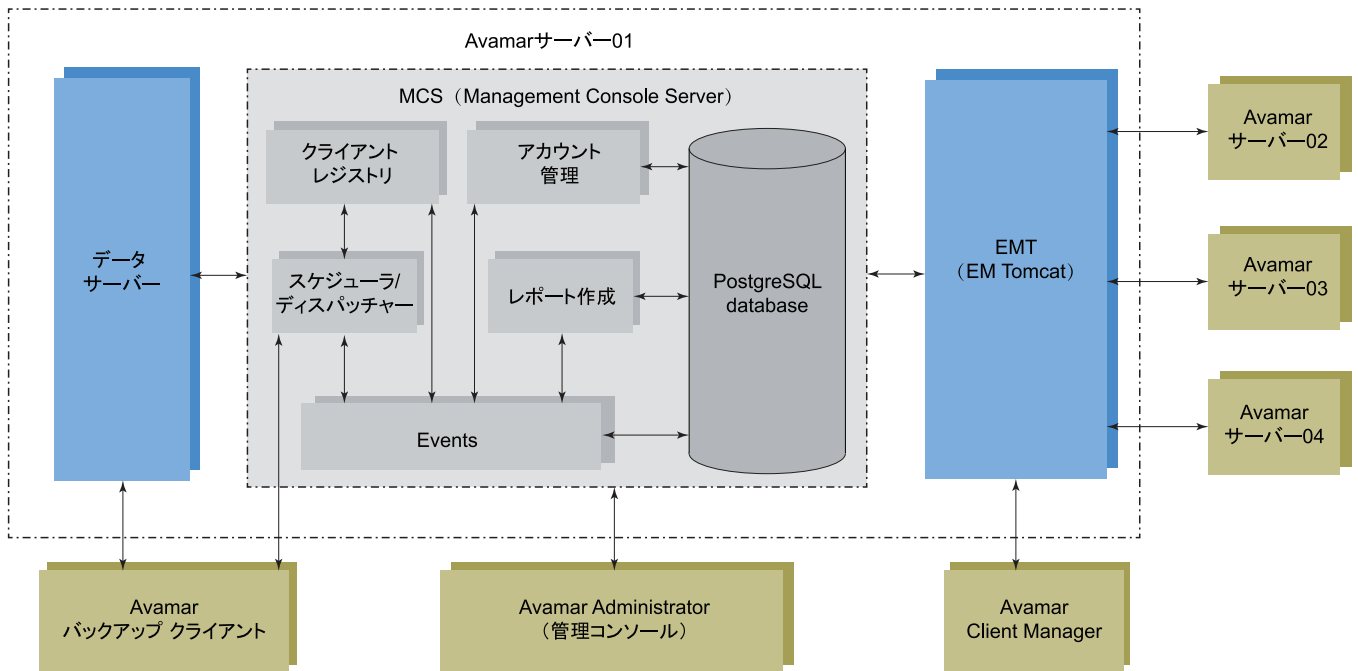 Avamarサーバー01
MCS（Management Console Server）
クライアント
レジストリ
アカウント
管理
スケジューラ/
ディスパッチャー
レポート作成
Events
PostgreSQL
database
データ
サーバー
EMT
（EM Tomcat）
Avamar
サーバー02
Avamar
サーバー03
Avamar
サーバー04
Avamar
バックアップ クライアント
Avamar Administrator
（管理コンソール）
Avamar
Client Manager